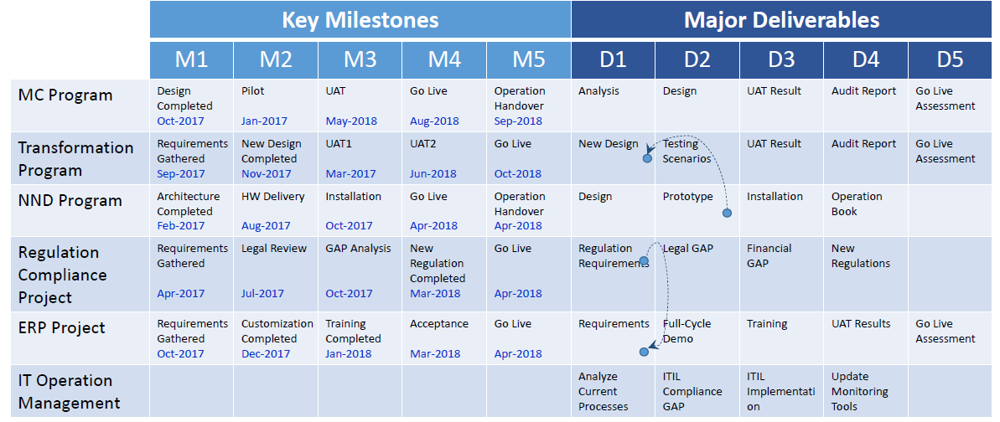 Key Milestones
Major Deliverables
M1
M2
M3
M4
M5
D1
D2
D3
D4
D5
MC Program
Design
Completed
Oct-2017
Pilot
Jan-2017
UAT
May-2018
Go Live
Aug-2018
Operation
Handover
Sep-2018
Analysis
Design
UAT Result
Audit Report
Go Live
Assessment
Transformation
Program
Requirements
Gathered
Sep-2017
New Design
Completed
Nov-2017
UAT1
Mar-2017
UAT2
Jun-2018
Go Live
Oct-2018
New Design
Testing
Scenarios
UAT Result
Audit Report
Go Live
Assessment
NND Program
Architecture
Completed
Feb-2017
HW Delivery
Aug-2017
Installation
Oct-2017
Go Live
Apr-2018
Operation
Handover
Apr-2018
Design
Prototype
Installation
Operation
Book
Regulation
Compliance
Project
Requirements
Gathered
Apr-2017
Legal Review
Jul-2017
GAP Analysis
Oct-2017
New
Regulation
Completed
Mar-2018
Go Live
Apr-2018
Regulation
Requirements
Legal GAP
Financial
GAP
New
Regulations
ERP Project
Requirements
Gathered
Oct-2017
Customization
Completed
Dec-2017
Training
Completed
Jan-2018
Acceptance
Mar-2018
Go Live
Apr-2018
Requirements
Full-Cycle
Demo
Training
UAT Results
Go Live
Assessment
IT Operation
Management
Analyze
Current
Processes
ITIL
Compliance
GAP
ITIL
Implementati
on
Update
Monitoring
Tools